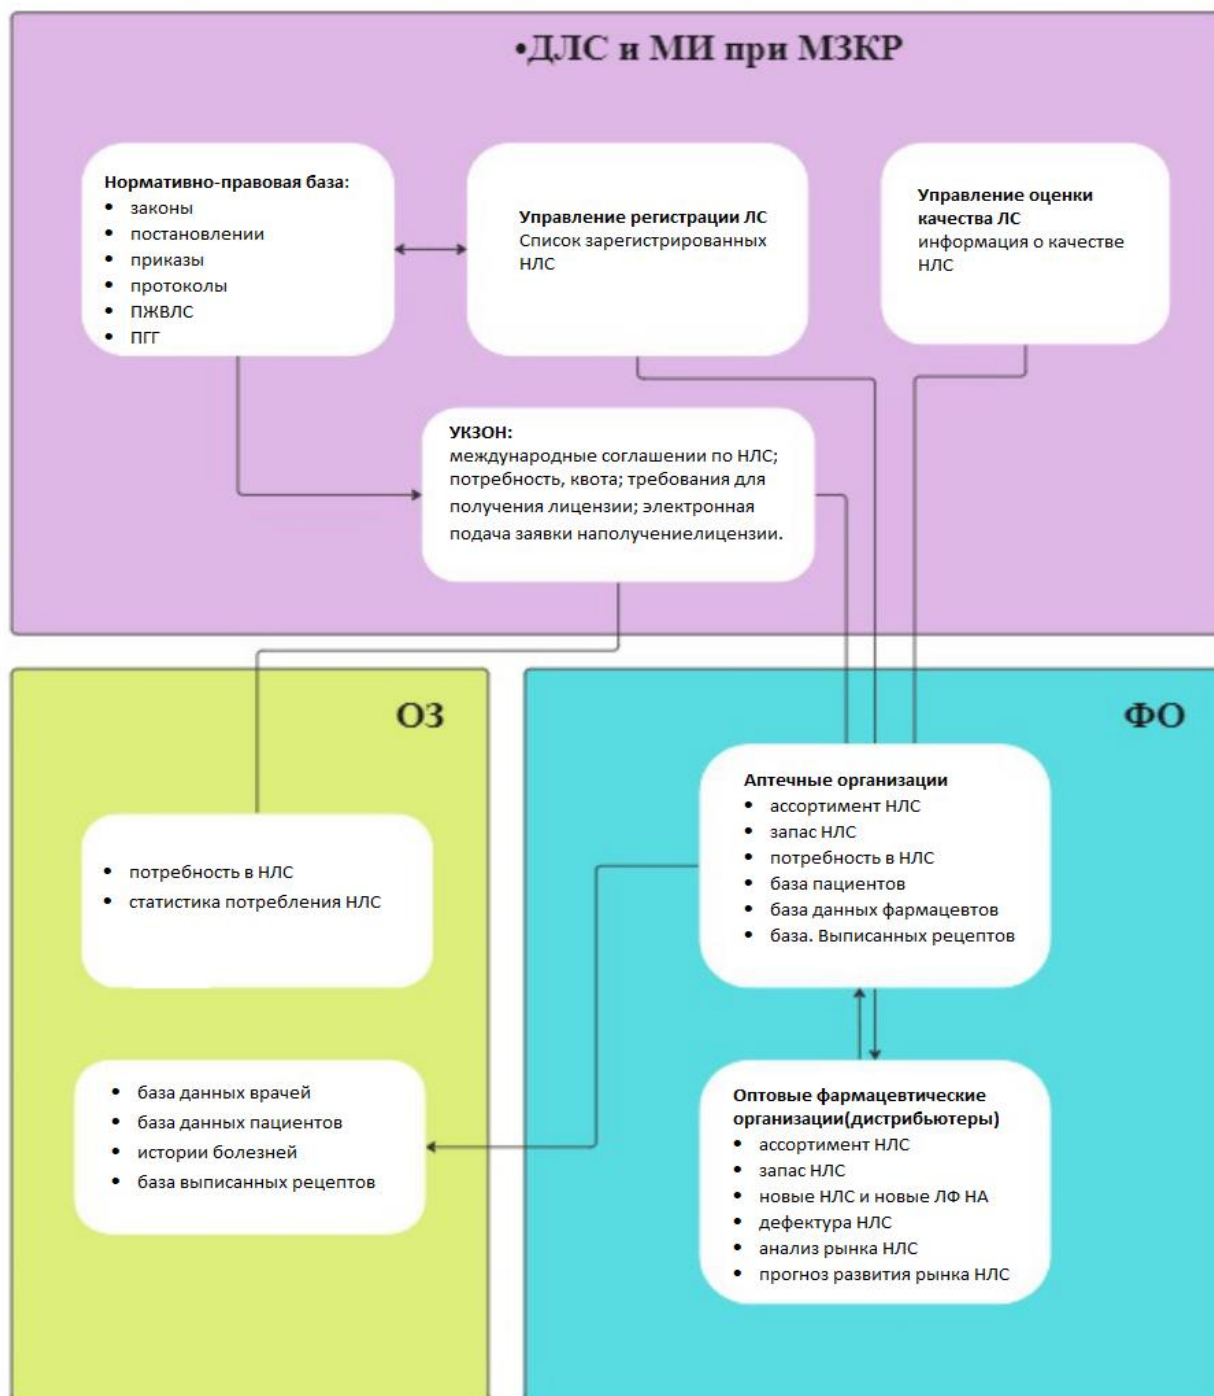 •ДЛС и МИ при МЗКР
Нормативно-правовая база:
• законы
• постановлении
• приказы
• протоколы
• ПЖВЛС
• ПГГ
Управление регистрации ЛС
Список зарегистрированных
НЛС
Управление оценки
качества ЛС
информация о качестве
НЛС
УКЗОН:
международные соглашении по НЛС;
потребность, квота; требования для
получения лицензии; электронная
подача заявки наполучениелицензии.
ОЗ
• потребность в НЛС
• статистика потребления НЛС
• база данных врачей
• база данных пациентов
• истории болезней
• база выписанных рецептов
ФО
Аптечные организации
• ассортимент НЛС
• запас НЛС
• потребность в НЛС
• база пациентов
• база данных фармацевтов
• база. Выписанных рецептов
Оптовые фармацевтические
организации(дистрибьютеры)
• ассортимент НЛС
• запас НЛС
• новые НЛС и новые ЛФ НА
• дефектура НЛС
• анализ рынка НЛС
• прогноз развития рынка НЛС